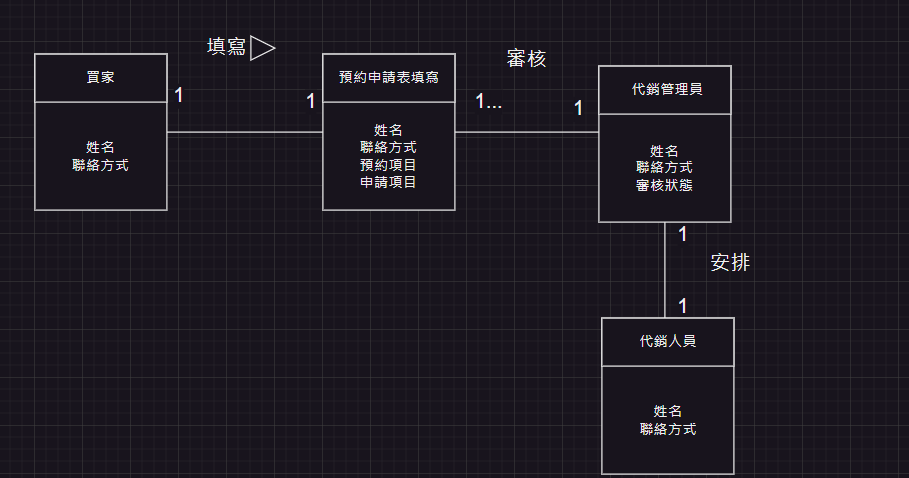 填寫
買家
1
姓名
聯絡方式
1
預約申請表填寫
姓名
聯絡方式
預約項目
申請項目
1...
審核
1
代銷管理員
姓名
聯絡方式
審核狀態
1
安排
1
代銷人員
姓名
聯絡方式